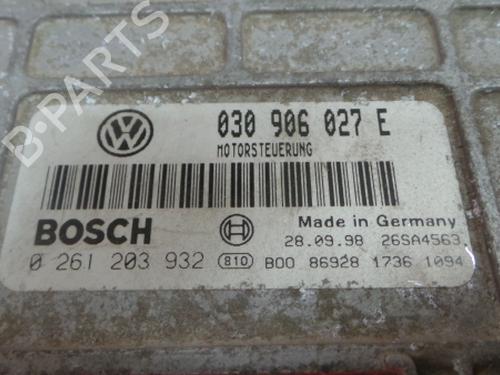 030 906 027 E
MOTORSTEUERUNG
BOSCH
Made in Germany
28.09.98 26SA4563
0 261 203 932 810 B00 86928 1736 1094